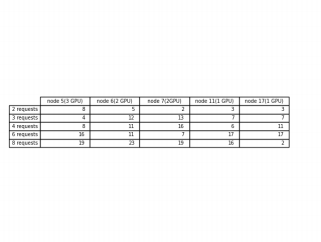 node 5(3 GPU) node 6(2 GPU) node 7(2GPU) node 11(1 GPU) node 17(1 GPU)
2 requests 8 5 2 3 3
3 requests 4 12 13 7 7
4 requests 8 11 16 6 11
6 requests 16 11 7 17 17
8 requests 19 23 19 16 2